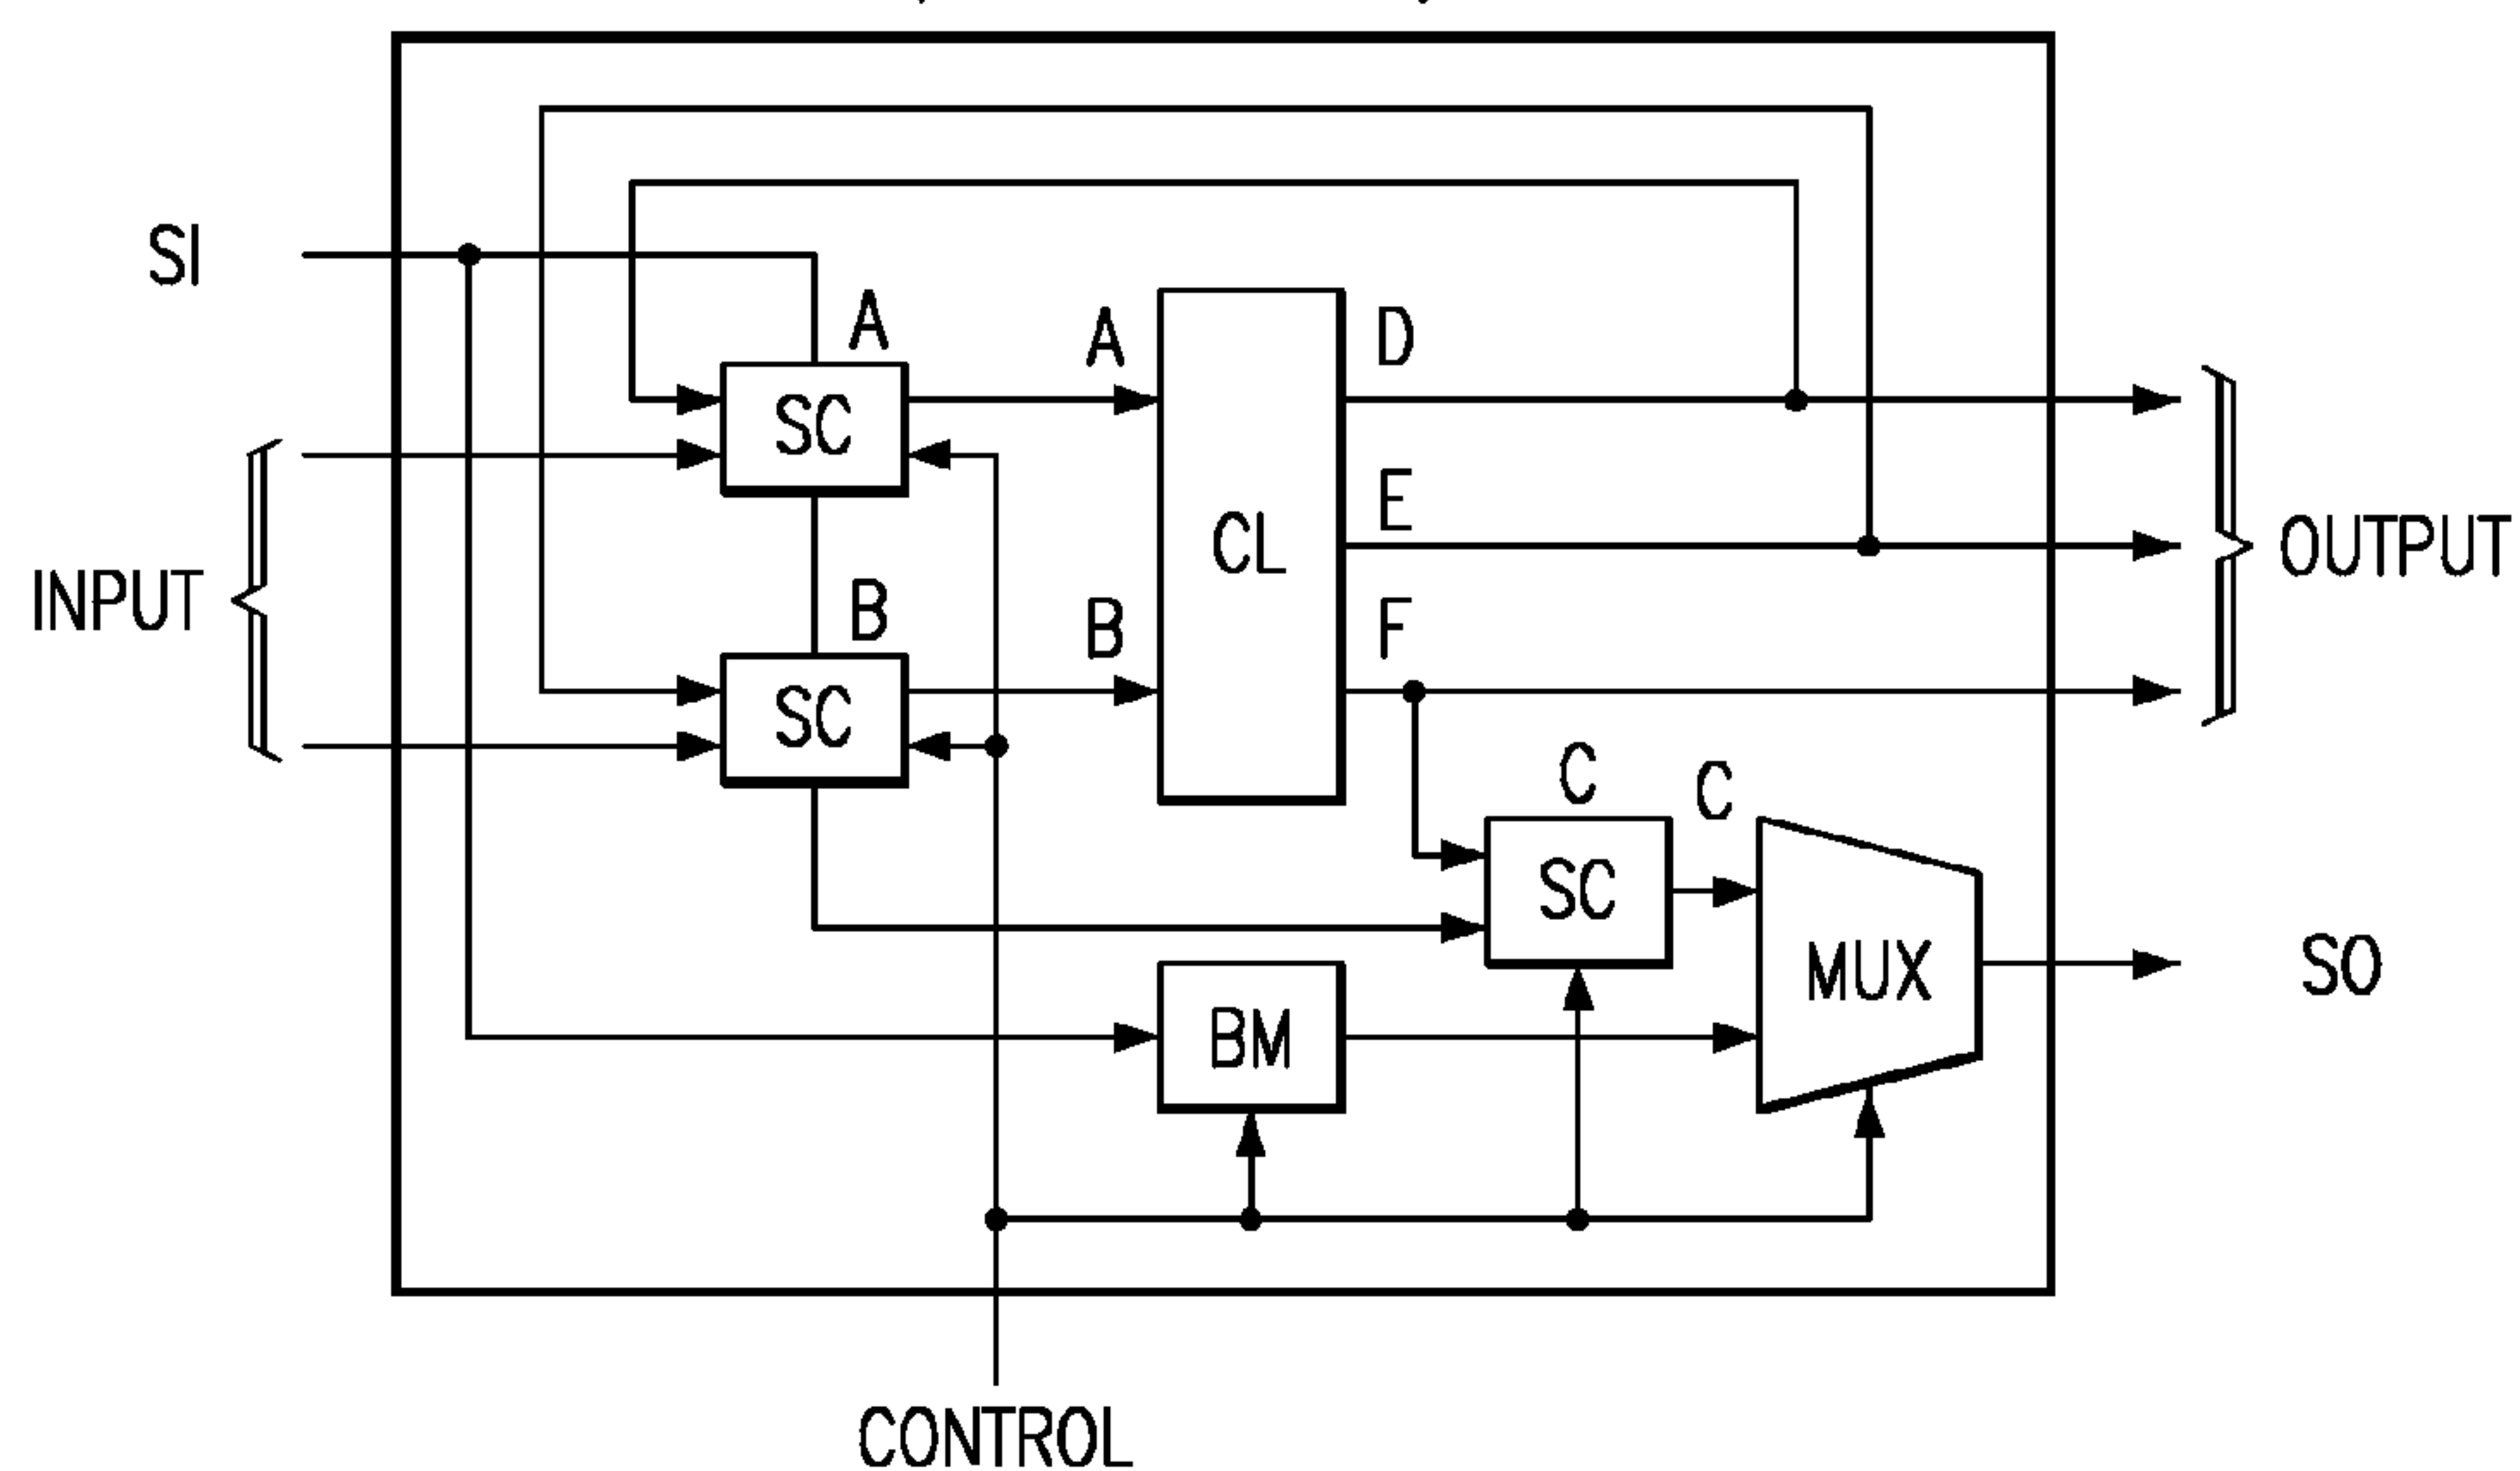 SI
A
A
D
SC
E
CL
INPUT
OUTPUT
B
B
F
SC
C
C
SC
MUX
SO
BM
CONTROL